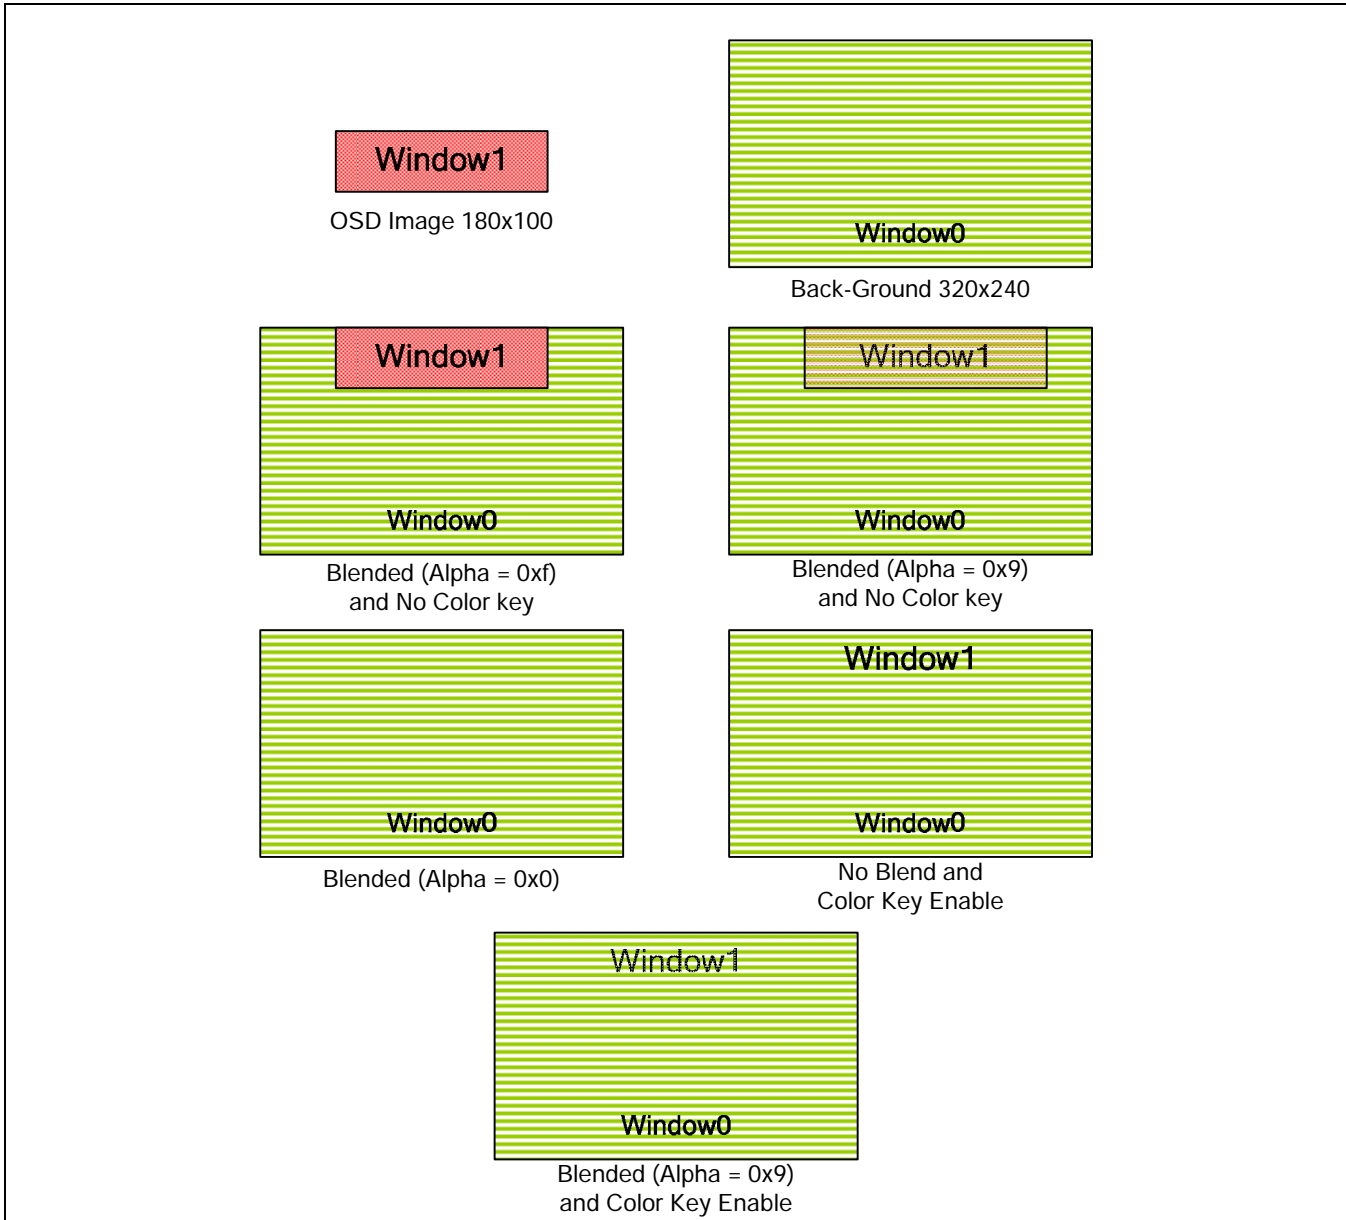 Window1
OSD Image 180x100
Window0
Back-Ground 320x240
Window1
Window0
Blended (Alpha = 0xf)
and No Color key
Window1
Window0
Blended (Alpha = 0x9)
and No Color key
Window0
Blended (Alpha = 0x0)
Window1
Window0
No Blend and
Color Key Enable
Window1
Window0
Blended (Alpha = 0x9)
and Color Key Enable